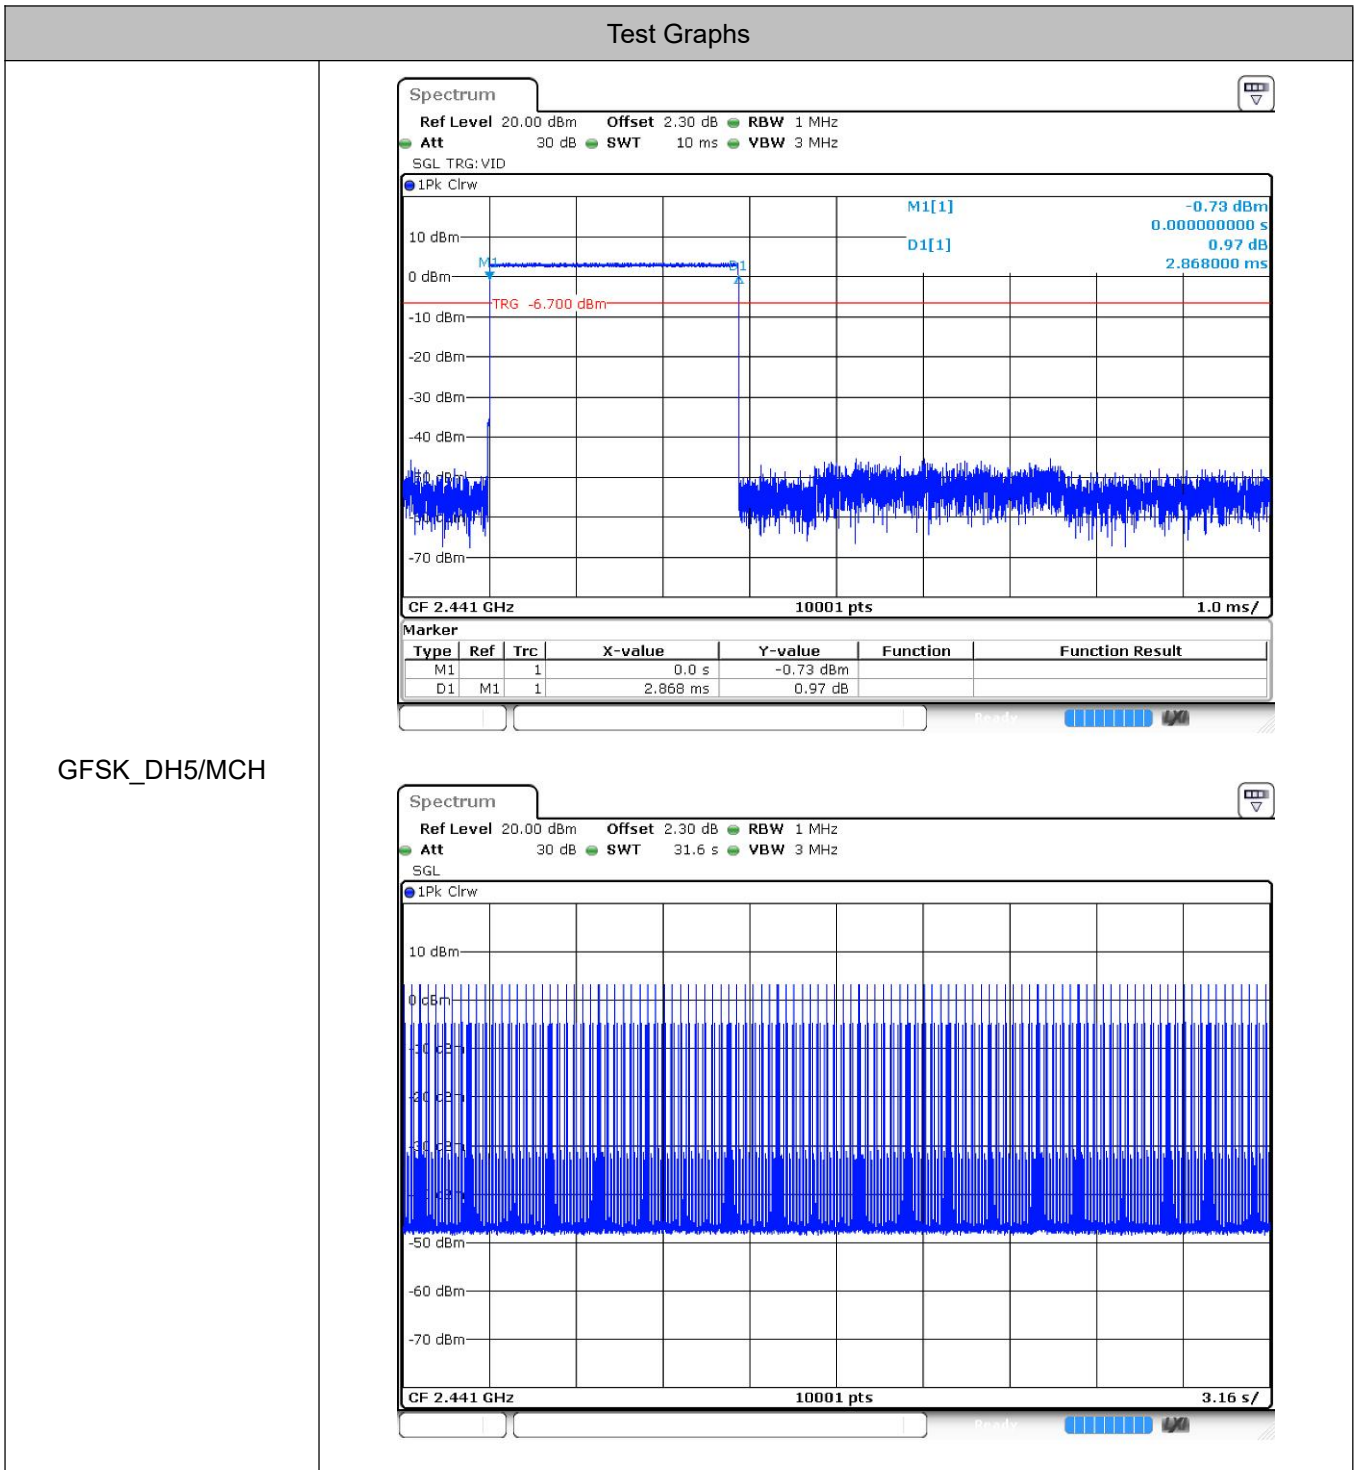 Test Graphs
GFSK_DH5/MCH
Spectrum
Ref Level 20.00 dBm Offset 2.30 dB RBW 1 MHz
Att 30 dB SWT 10 ms VBW 3 MHz
SGL TRG:VID
1Pk Clrw
M1[1] -0.73 dBm
0.000000000 s
10 dBm
D1[1] 0.97 dB
2.868000 ms
M1 D1
0 dBm
TRG -6.700 dBm
-10 dBm
-20 dBm
-30 dBm
-40 dBm
-70 dBm
CF 2.441 GHz 10001 pts 1.0 ms/
Marker
Type Ref Trc X-value Y-value Function Function Result
M1 1 0.0 s -0.73 dBm
D1 M1 1 2.868 ms 0.97 dB
Ready
Spectrum
Ref Level 20.00 dBm Offset 2.30 dB RBW 1 MHz
Att 30 dB SWT 31.6 s VBW 3 MHz
SGL
1Pk Clrw
10 dBm
0 dBm
-50 dBm
-60 dBm
-70 dBm
CF 2.441 GHz 10001 pts 3.16 s/
Ready